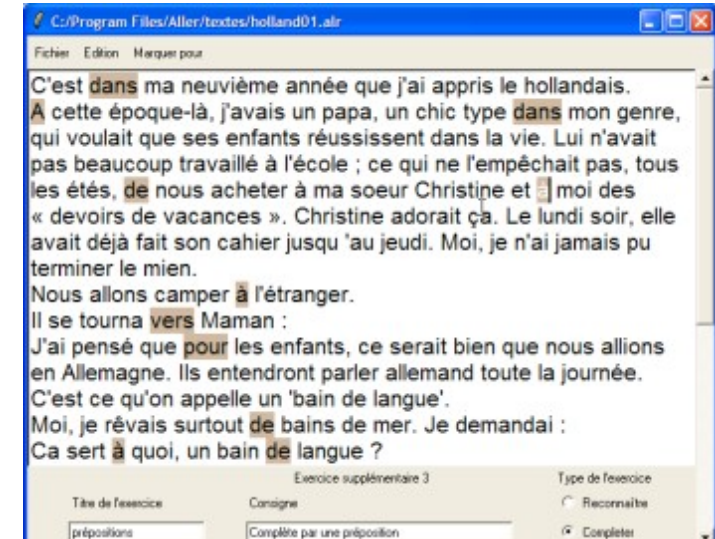 C:/Program Files/Aller/textes/holland01.alr
Fichier Edition Marquer pour
C'est dans ma neuvième année que j'ai appris le hollandais.
A cette époque-là, j'avais un papa, un chic type dans mon genre,
qui voulait que ses enfants réussissent dans la vie. Lui n'avait
pas beaucoup travaillé à l'école ; ce qui ne l'empêchait pas, tous
les étés, de nous acheter à ma soeur Christine et à moi des
« devoirs de vacances ». Christine adorait ça. Le lundi soir, elle
avait déjà fait son cahier jusqu 'au jeudi. Moi, je n'ai jamais pu
terminer le mien.
Nous allons camper à l'étranger.
Il se tourna vers Maman :
J'ai pensé que pour les enfants, ce serait bien que nous allions
en Allemagne. Ils entendront parler allemand toute la journée.
C'est ce qu'on appelle un 'bain de langue'.
Moi, je rêvais surtout de bains de mer. Je demandai :
Ca sert à quoi, un bain de langue ?
Exercice supplémentaire 3 Type de l'exercice
Titre de l'exercice Consigne Reconnaître
prépositions Complète par une préposition Completer